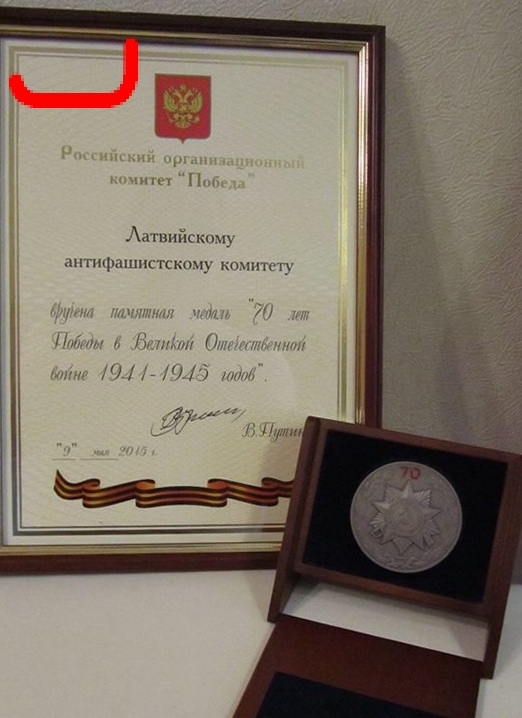 Российский организационный
комитет "Победа"
Латвийскому
антифашистскому комитету
вручена памятная медаль "70 лет
Победы в Великой Отечественной
войне 1941-1945 годов".
В.Путин
"9" мая 2015 г.
70